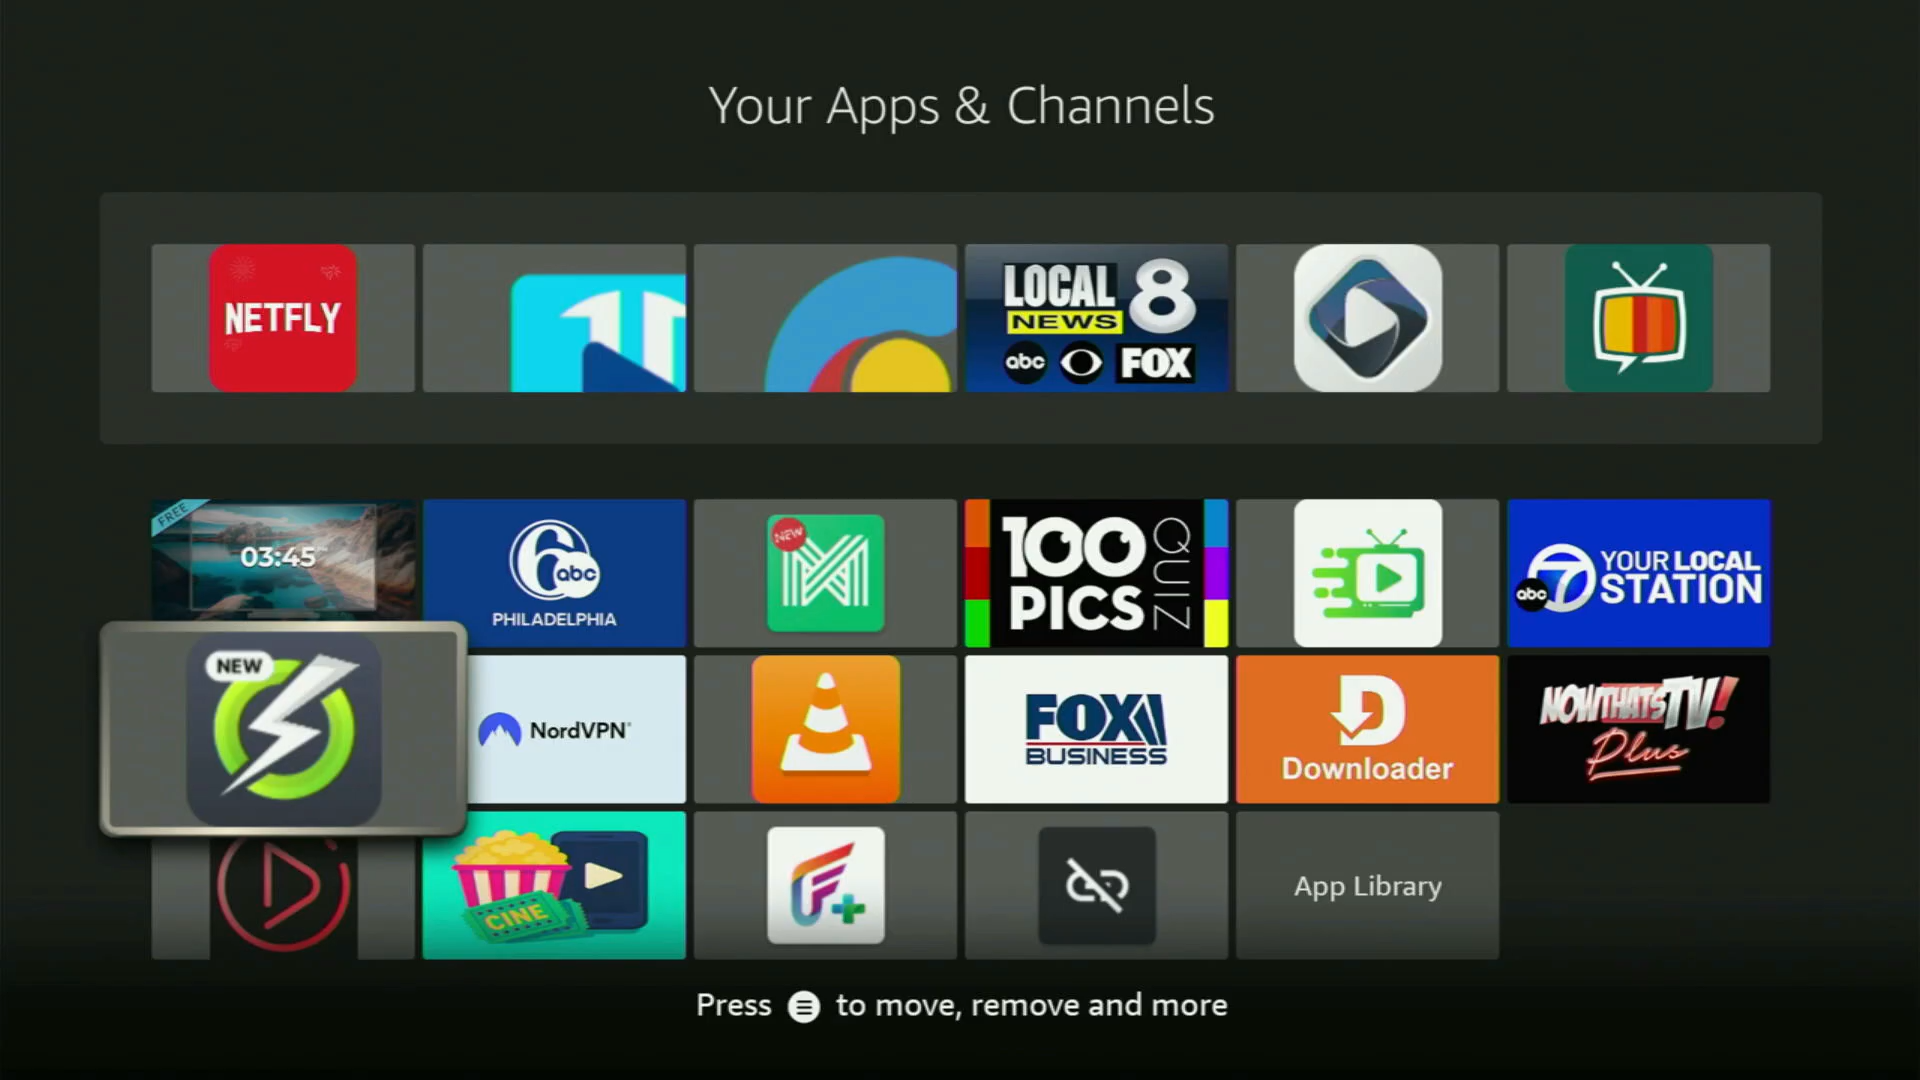 Your Apps & Channels
NETFLY
LOCAL 8
NEWS
abc FOX
FREE
03:45
6 abc
PHILADELPHIA
NEW
100
PICS
QUIZ
abc 7 YOUR LOCAL
STATION
NEW
NordVPN
FOX
BUSINESS
D
Downloader
NOWTHATSTV!
Plus
CINE
F+
App Library
Press to move, remove and more